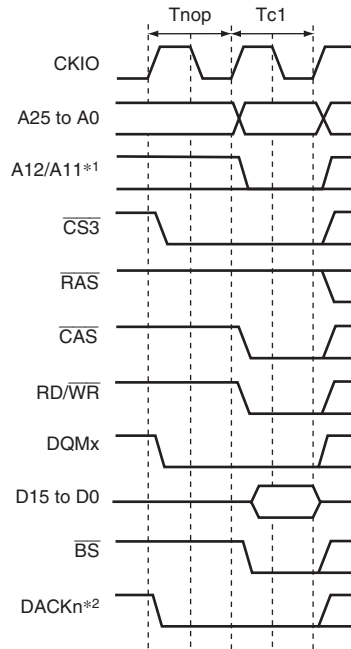 Tnop Tc1
CKIO
A25 to A0
A12/A11*1
CS3
RAS
CAS
RD/WR
DQMx
D15 to D0
BS
DACKn*2